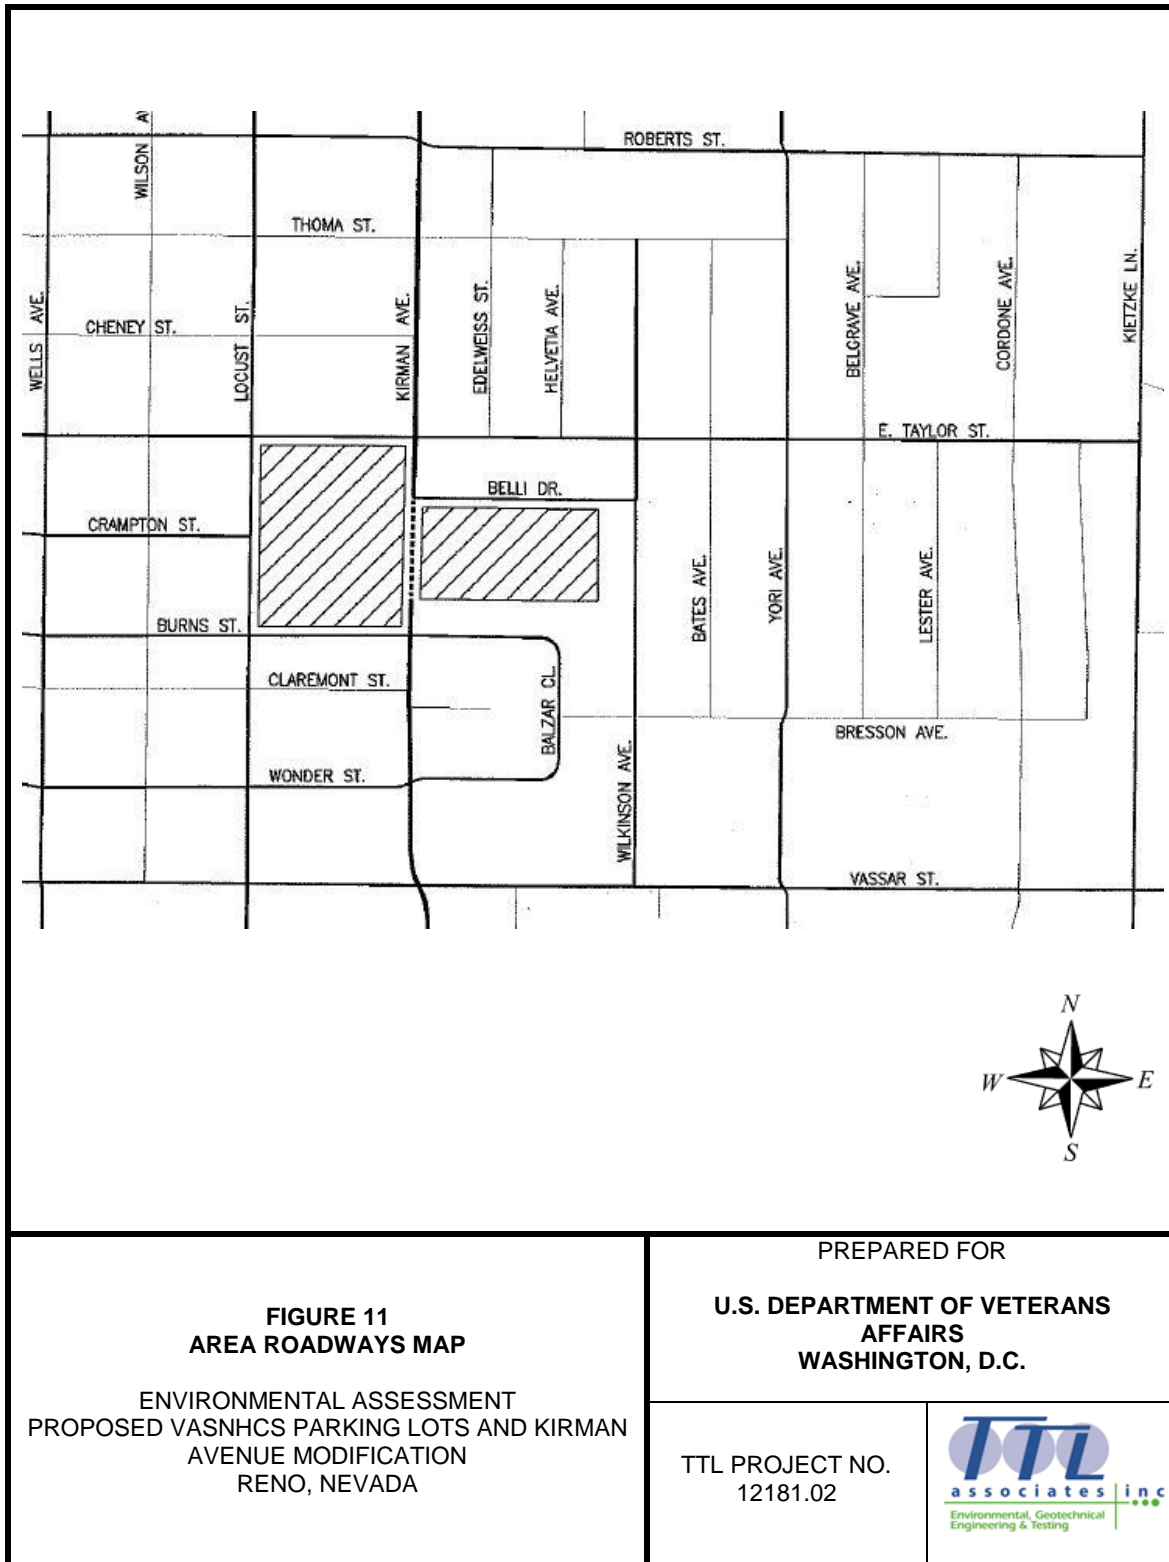 WILSON A
ROBERTS ST.
THOMA ST.
WELLS AVE.
CHENEY ST.
LOCUST ST.
KIRMAN AVE.
EDELWEISS ST.
HELVETIA AVE.
BELGRAVE AVE.
CORDONE AVE.
KIETZKE LN.
E. TAYLOR ST.
BELLI DR.
CRAMPTON ST.
BATES AVE.
YORI AVE.
LESTER AVE.
BURNS ST.
CLAREMONT ST.
BALZAR CL.
BRESSON AVE.
WONDER ST.
WILKINSON AVE.
VASSAR ST.
N
W
E
S
FIGURE 11
AREA ROADWAYS MAP
ENVIRONMENTAL ASSESSMENT
PROPOSED VASNHCS PARKING LOTS AND KIRMAN
AVENUE MODIFICATION
RENO, NEVADA
PREPARED FOR
U.S. DEPARTMENT OF VETERANS
AFFAIRS
WASHINGTON, D.C.
TTL PROJECT NO.
12181.02
TTL
associates inc
Environmental, Geotechnical
Engineering & Testing